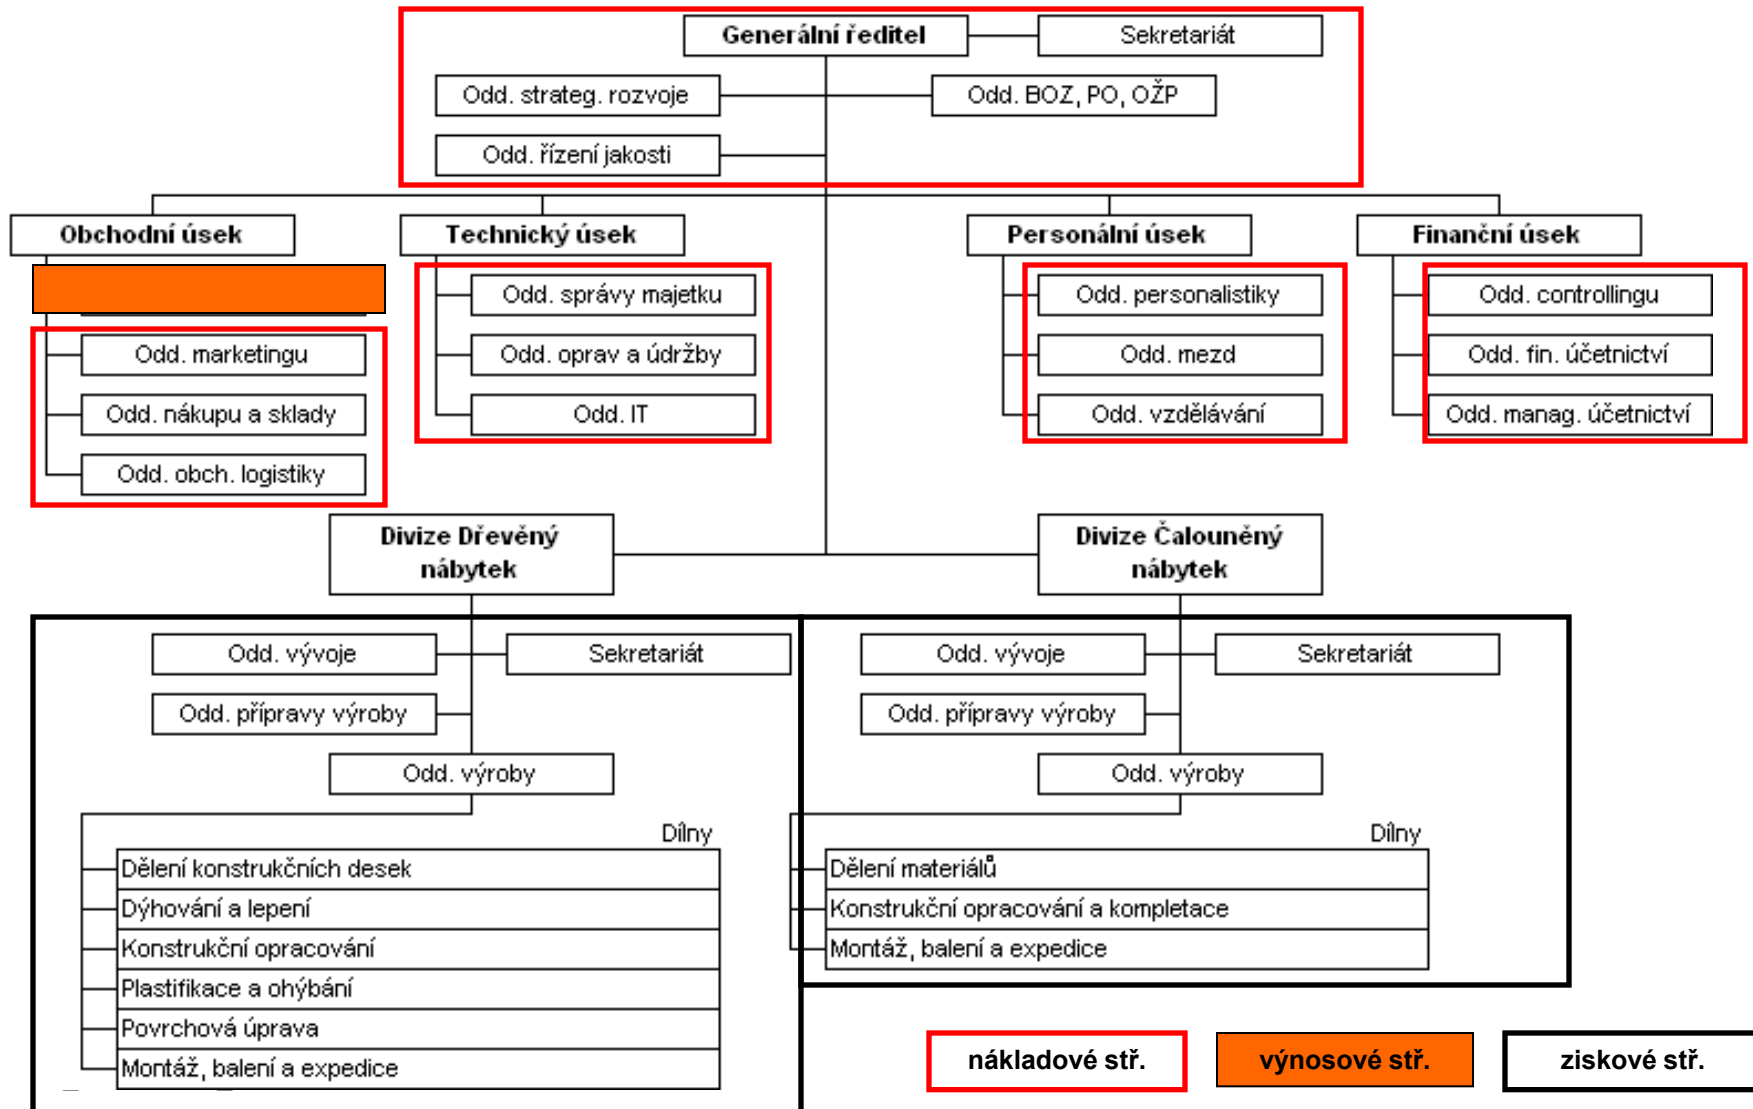 Generální ředitel
Sekretariát
Odd. strateg. rozvoje
Odd. BOZ, PO, OŽP
Odd. řízení jakosti
Obchodní úsek
Technický úsek
Personální úsek
Finanční úsek
Odd. správy majetku
Odd. personalistiky
Odd. controllingu
Odd. marketingu
Odd. oprav a údržby
Odd. mezd
Odd. fin. účetnictví
Odd. nákupu a sklady
Odd. IT
Odd. vzdělávání
Odd. manag. účetnictví
Odd. obch. logistiky
Divize Dřevěný
nábytek
Divize Čalouněný
nábytek
Odd. vývoje
Sekretariát
Odd. vývoje
Sekretariát
Odd. přípravy výroby
Odd. přípravy výroby
Odd. výroby
Odd. výroby
Dílny
Dělení konstrukčních desek
Dýhování a lepení
Konstrukční opracování
Plastifikace a ohýbání
Povrchová úprava
Montáž, balení a expedice
Dílny
Dělení materiálů
Konstrukční opracování a kompletace
Montáž, balení a expedice
nákladové stř.
výnosové stř.
ziskové stř.